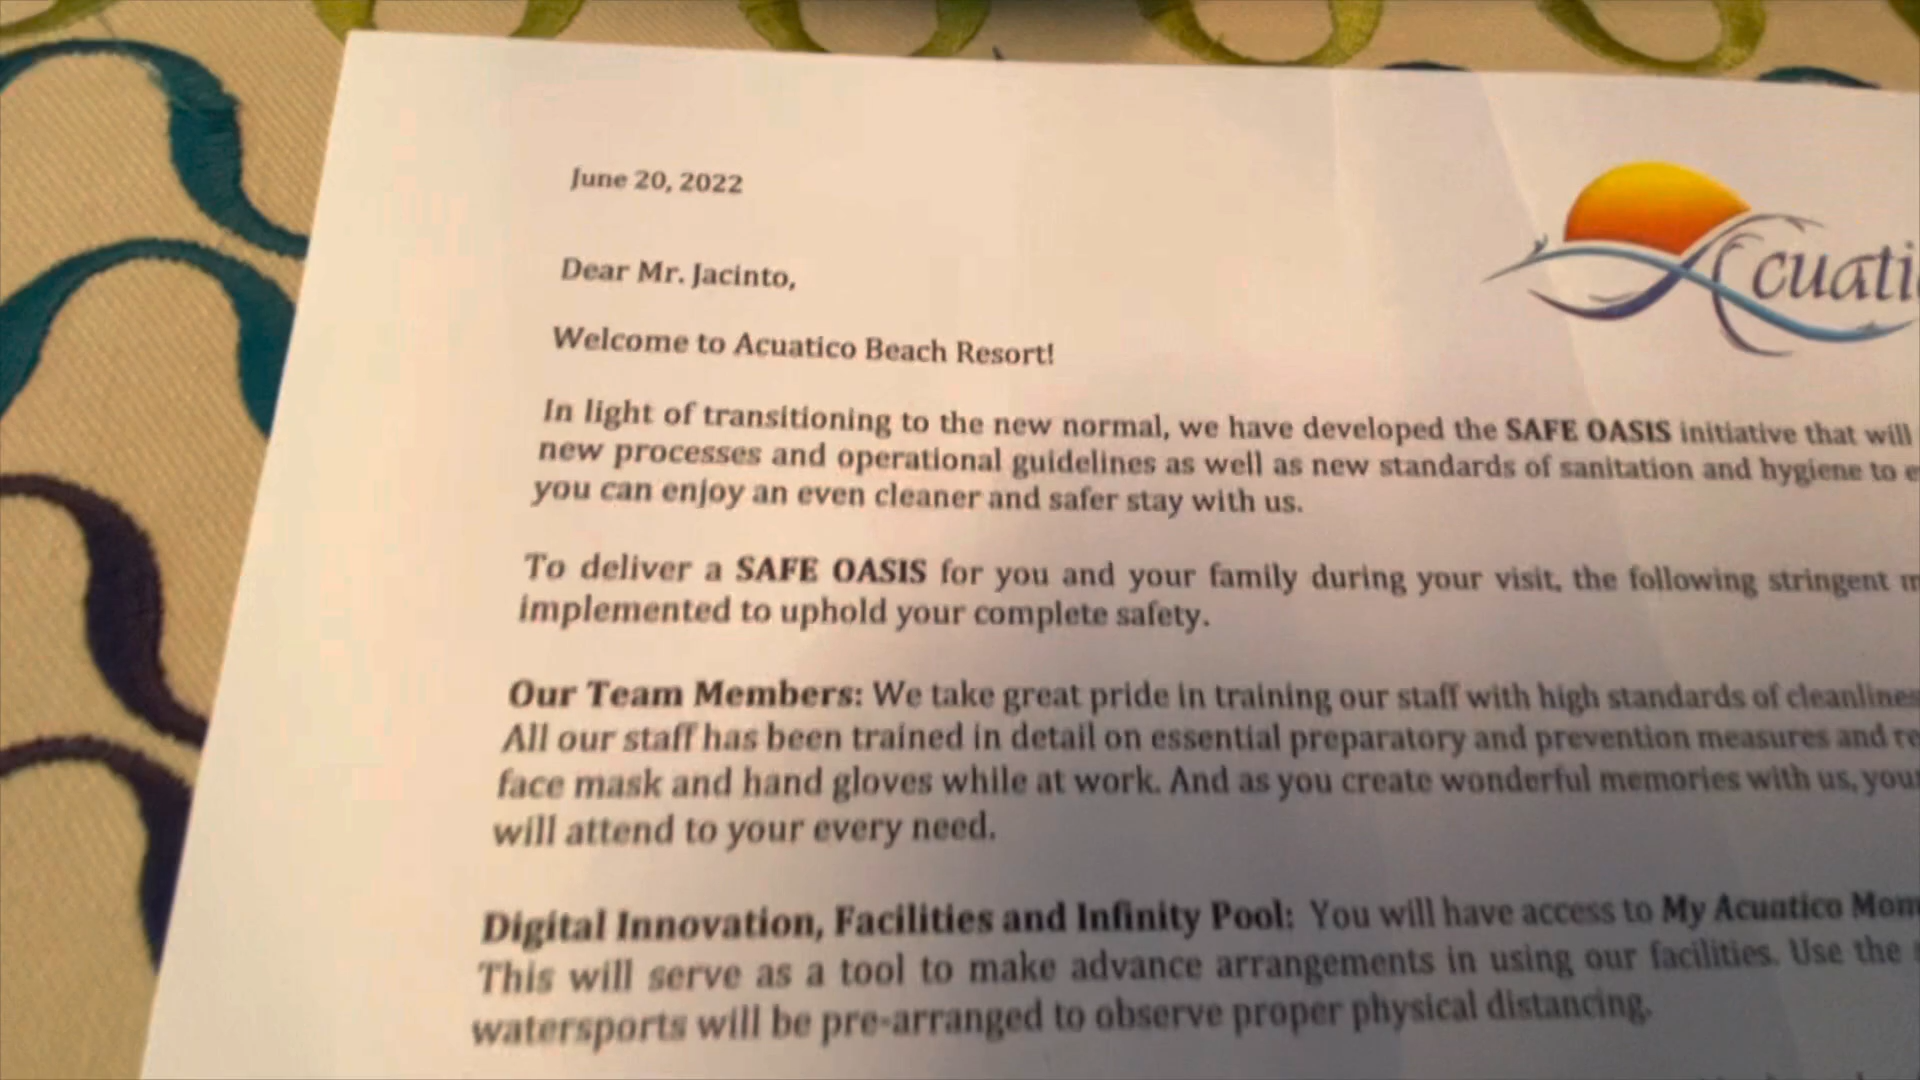 June 20, 2022
cuati
Dear Mr. Jacinto,
Welcome to Acuatico Beach Resort!
In light of transitioning to the new normal, we have developed the SAFE OASIS initiative that will
new processes and operational guidelines as well as new standards of sanitation and hygiene to
you can enjoy an even cleaner and safer stay with us.
To deliver a SAFE OASIS for you and your family during your visit, the following stringent
implemented to uphold your complete safety.
Our Team Members: We take great pride in training our staff with high standards of cleanlines
All our staff has been trained in detail on essential preparatory and prevention measures and re
face mask and hand gloves while at work. And as you create wonderful memories with us, your
will attend to your every need.
Digital Innovation, Facilities and Infinity Pool: You will have access to My Acuatico Mom
This will serve as a tool to make advance arrangements in using our facilities. Use the
watersports will be pre-arranged to observe proper physical distancing.